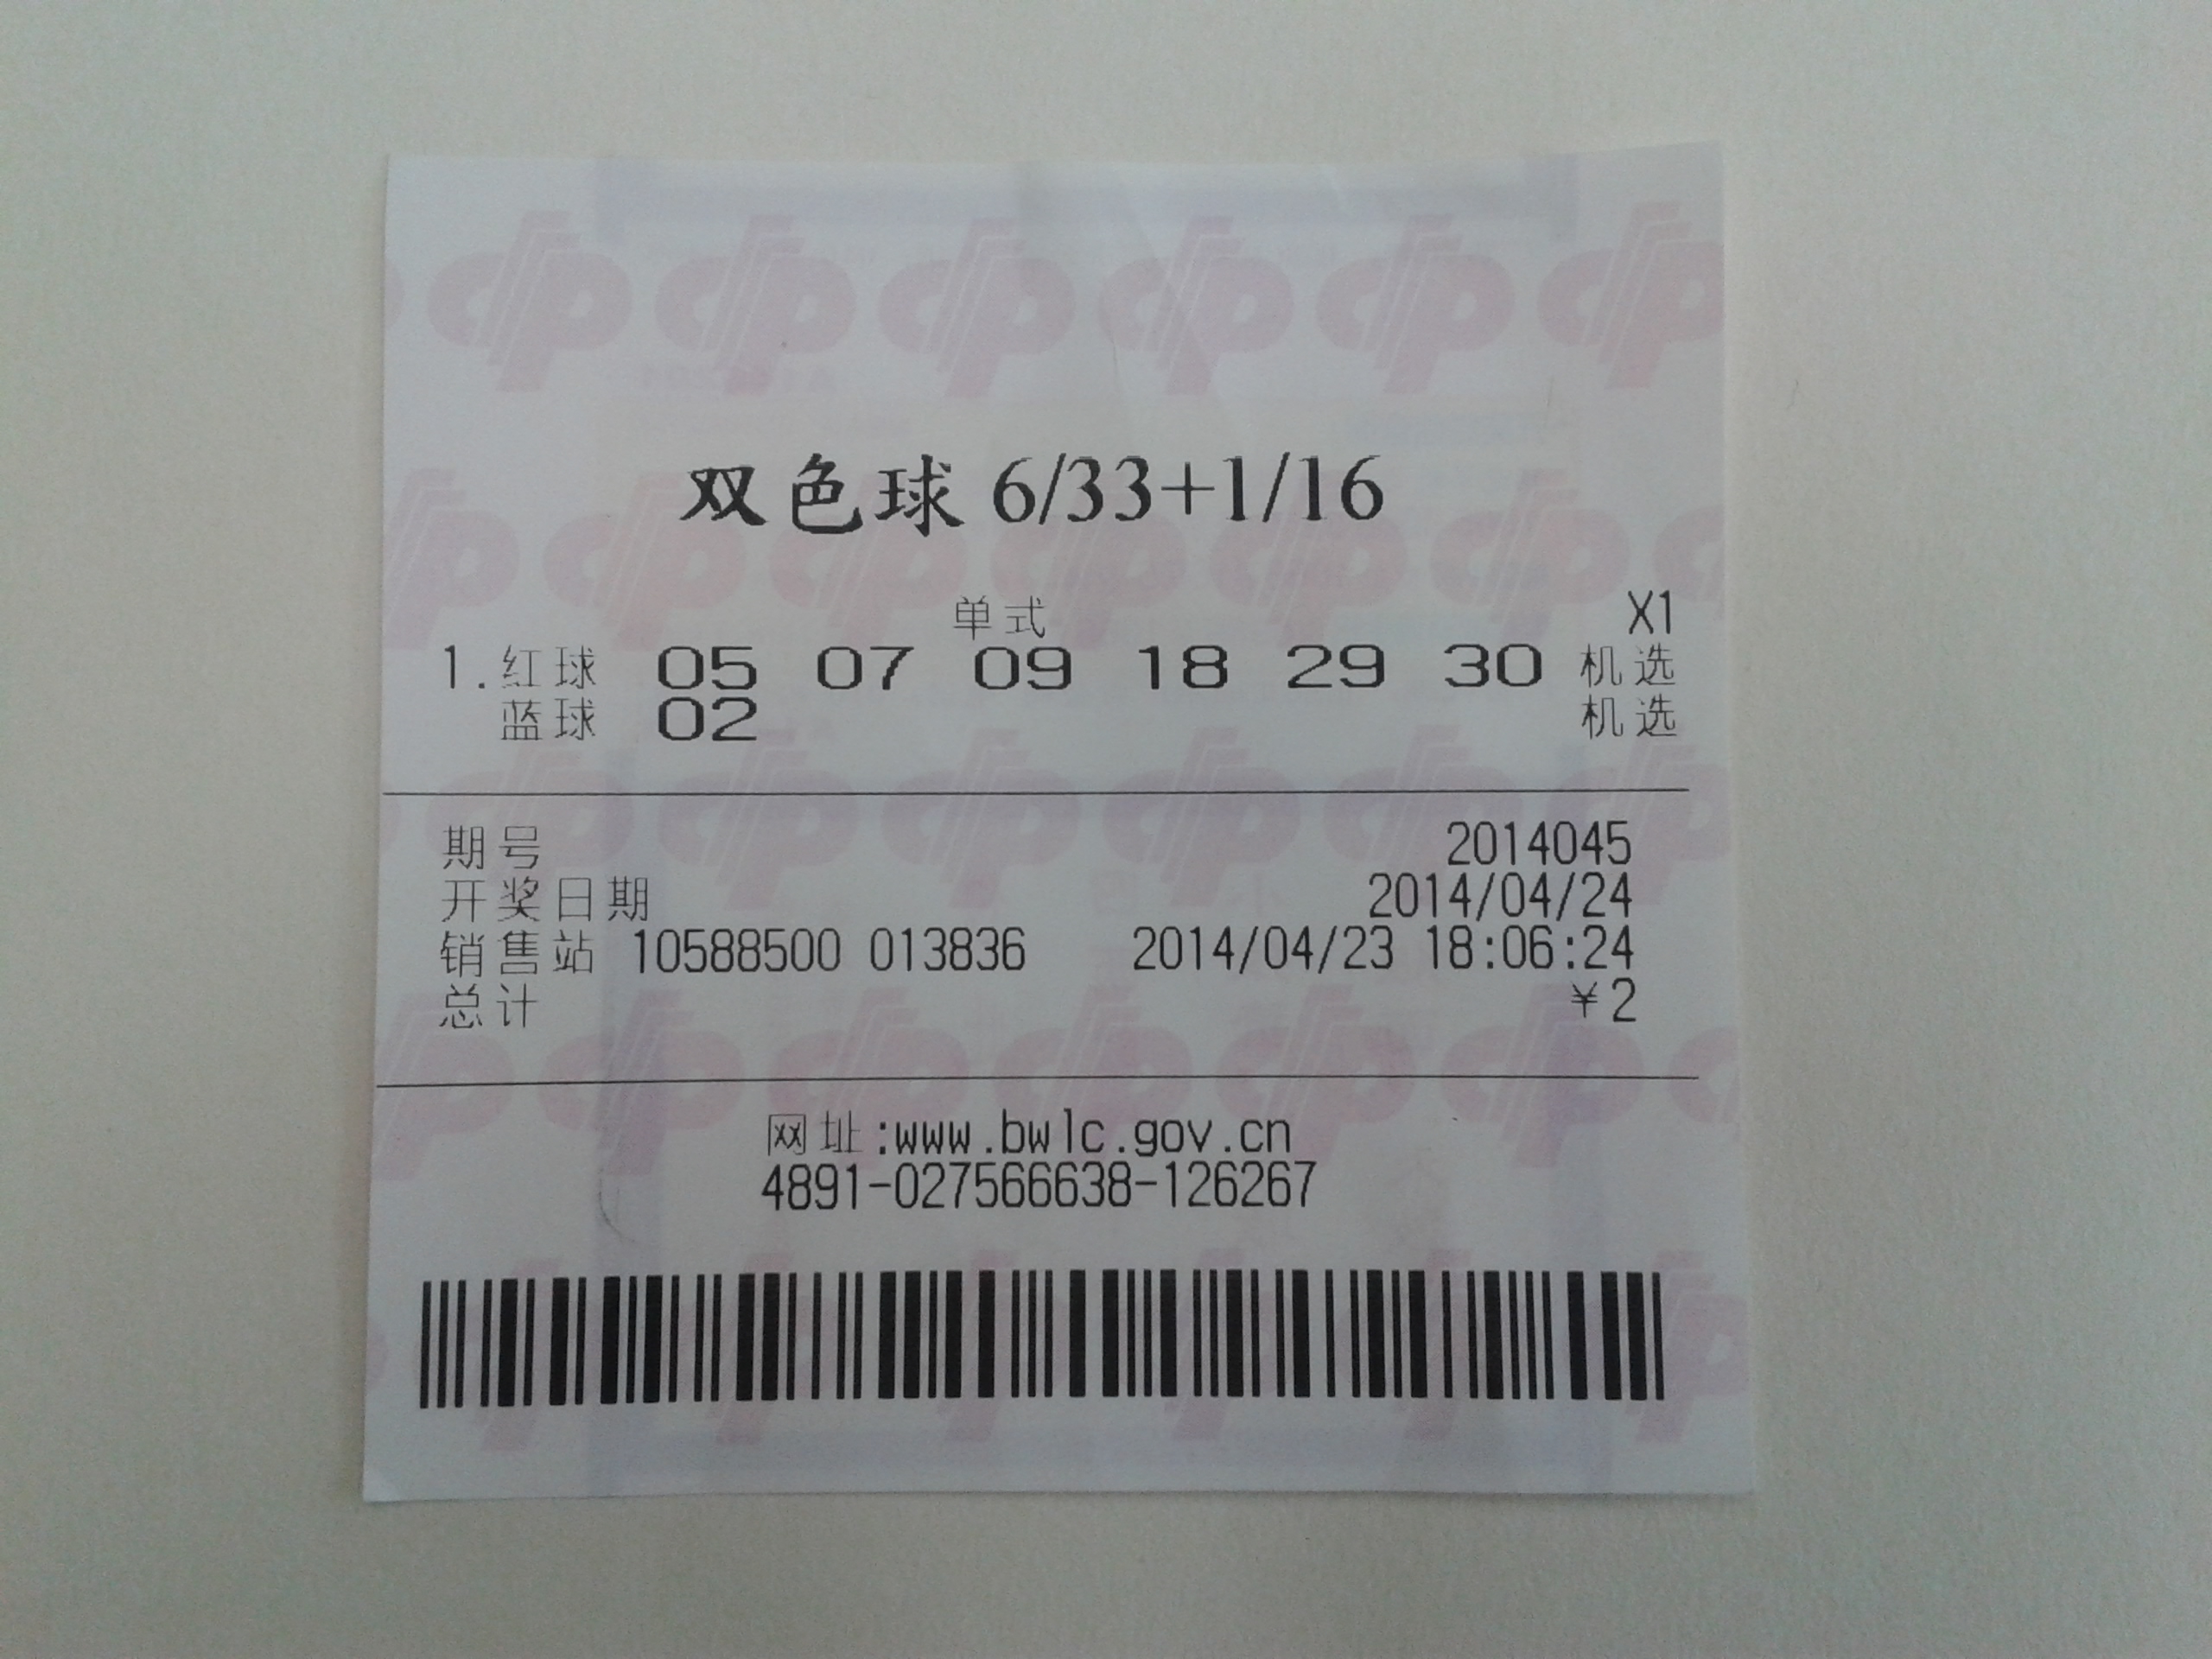 双色球 6/33+1/16
单式 X1
1.红球 05 07 09 18 29 30 机选
蓝球 02 机选
期号 2014045
开奖日期 2014/04/24
销售站 10588500 013836 2014/04/23 18:06:24
总计 ¥2
网址:www.bwlc.gov.cn
4891-027566638-126267